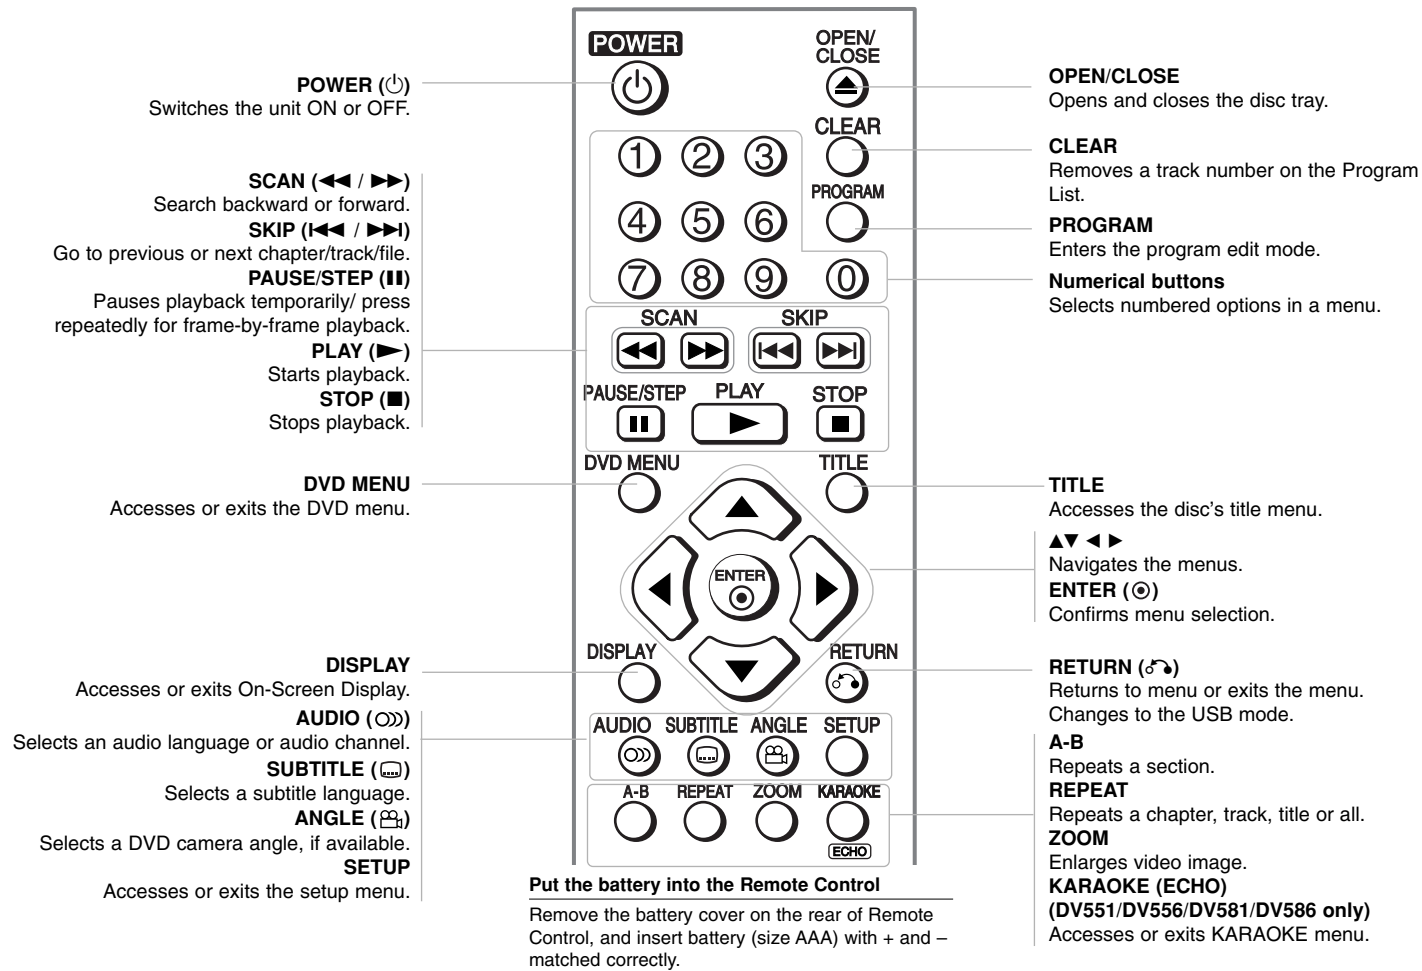 POWER (⏻)
Switches the unit ON or OFF.
SCAN (◀◀ / ▶▶)
Search backward or forward.
SKIP (I◀◀ / ▶▶I)
Go to previous or next chapter/track/file.
PAUSE/STEP (II)
Pauses playback temporarily/ press
repeatedly for frame-by-frame playback.
PLAY (▶)
Starts playback.
STOP (■)
Stops playback.
DVD MENU
Accesses or exits the DVD menu.
DISPLAY
Accesses or exits On-Screen Display.
AUDIO ()
Selects an audio language or audio channel.
SUBTITLE ()
Selects a subtitle language.
ANGLE ()
Selects a DVD camera angle, if available.
SETUP
Accesses or exits the setup menu.
POWER
OPEN/
CLOSE
CLEAR
1 2 3
PROGRAM
4 5 6
7 8 9 0
SCAN SKIP
PAUSE/STEP PLAY STOP
DVD MENU TITLE
ENTER
DISPLAY RETURN
AUDIO SUBTITLE ANGLE SETUP
A-B REPEAT ZOOM KARAOKE
ECHO
Put the battery into the Remote Control
Remove the battery cover on the rear of Remote
Control, and insert battery (size AAA) with + and –
matched correctly.
OPEN/CLOSE
Opens and closes the disc tray.
CLEAR
Removes a track number on the Program
List.
PROGRAM
Enters the program edit mode.
Numerical buttons
Selects numbered options in a menu.
TITLE
Accesses the disc's title menu.
▲▼ ◀ ▶
Navigates the menus.
ENTER (◉)
Confirms menu selection.
RETURN ()
Returns to menu or exits the menu.
Changes to the USB mode.
A-B
Repeats a section.
REPEAT
Repeats a chapter, track, title or all.
ZOOM
Enlarges video image.
KARAOKE (ECHO)
(DV551/DV556/DV581/DV586 only)
Accesses or exits KARAOKE menu.